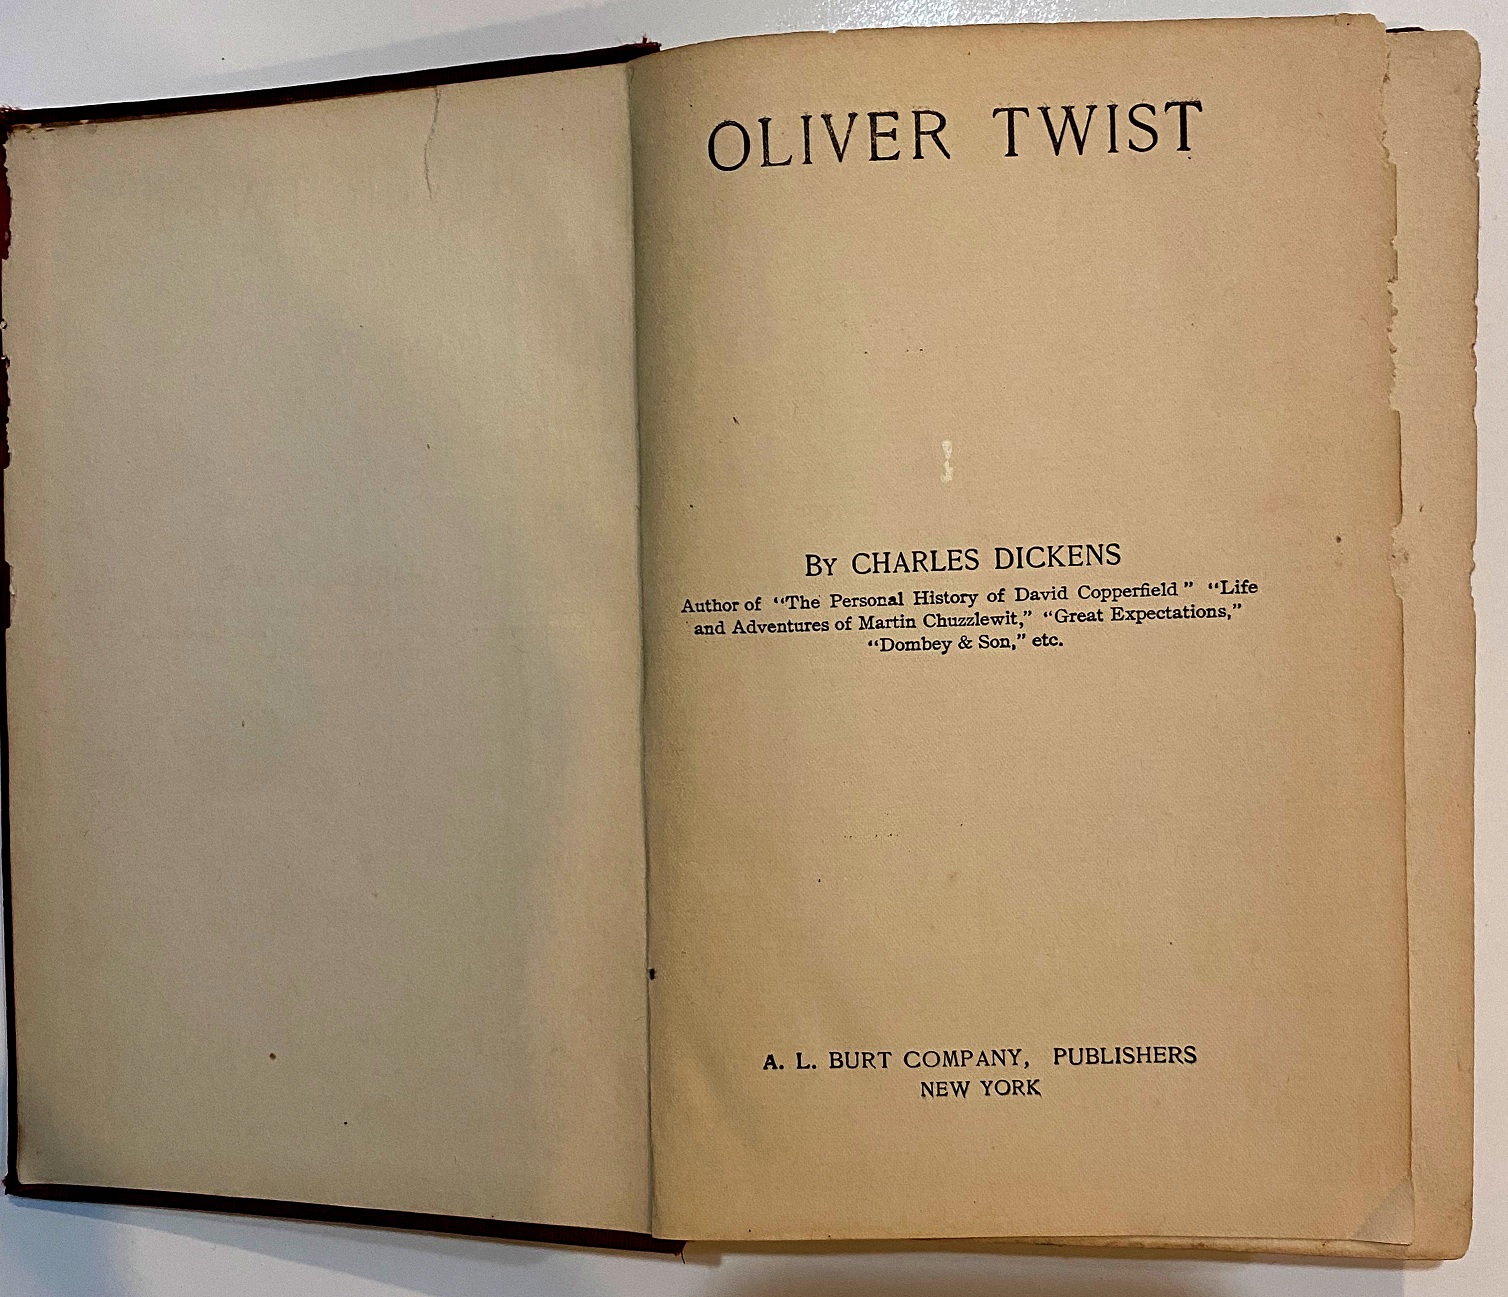 OLIVER TWIST
BY CHARLES DICKENS
Author of “The Personal History of David Copperfield” “Life
and Adventures of Martin Chuzzlewit,” “Great Expectations,”
“Dombey & Son,” etc.
A. L. BURT COMPANY, PUBLISHERS
NEW YORK